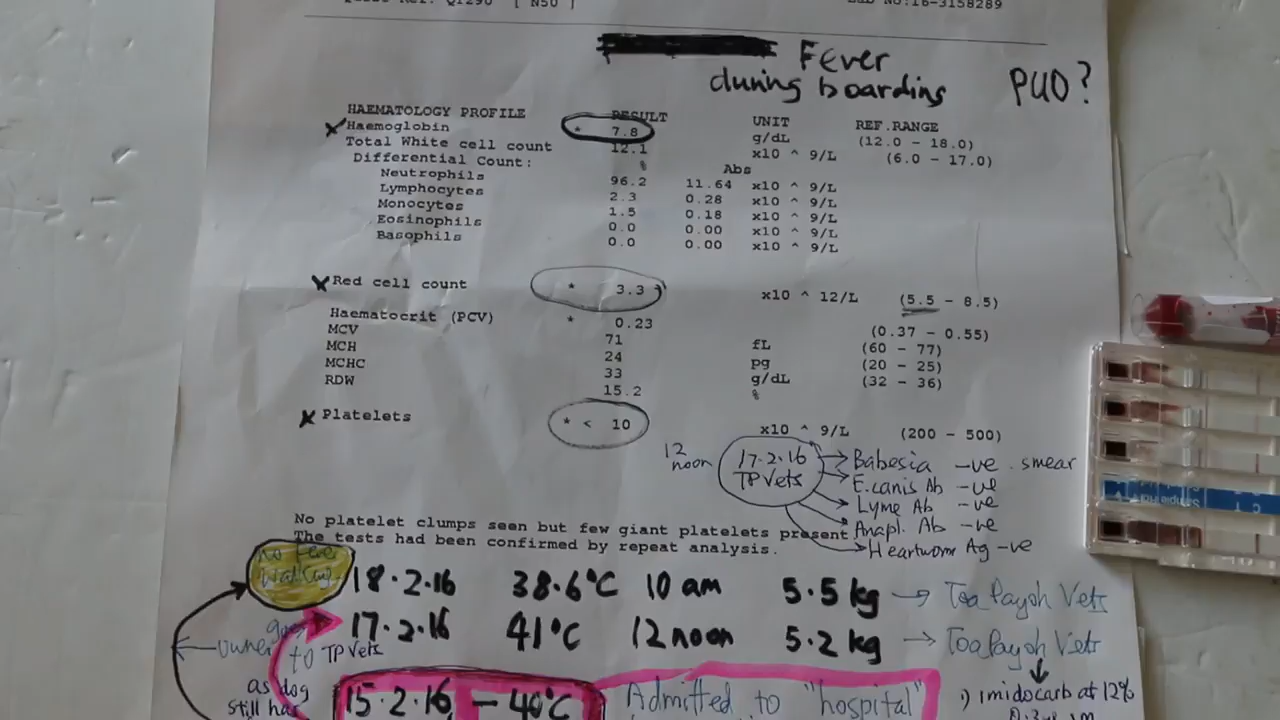 Lab No:16-3158289
Fever
during boarding PUO?
HAEMATOLOGY PROFILE RESULT UNIT REF.RANGE
Haemoglobin * 7.8 g/dL (12.0 - 18.0)
Total White cell count 12.1 x10 ^ 9/L (6.0 - 17.0)
Differential Count: % Abs
Neutrophils 96.2 11.64 x10 ^ 9/L
Lymphocytes 2.3 0.28 x10 ^ 9/L
Monocytes 1.5 0.18 x10 ^ 9/L
Eosinophils 0.0 0.00 x10 ^ 9/L
Basophils 0.0 0.00 x10 ^ 9/L
Red cell count * 3.3 x10 ^ 12/L (5.5 - 8.5)
Haematocrit (PCV) * 0.23 (0.37 - 0.55)
MCV 71 fL (60 - 77)
MCH 24 pg (20 - 25)
MCHC 33 g/dL (32 - 36)
RDW 15.2 %
Platelets * < 10 x10 ^ 9/L (200 - 500)
12 noon 17.2.16 TP Vets
Babesia -ve smear
E.canis Ab -ve
Lyme Ab -ve
Anapl. Ab -ve
Heartworm Ag -ve
No platelet clumps seen but few giant platelets present
The tests had been confirmed by repeat analysis.
18.2.16 38.6°C 10 am 5.5 kg → Toa Payoh Vets
17.2.16 41°C 12 noon 5.2 kg → Toa Payoh Vets
owner
to TP Vets
as dog
still has
15.2.16 - 40°C Admitted to "hospital"
1) imidocarb at 12%